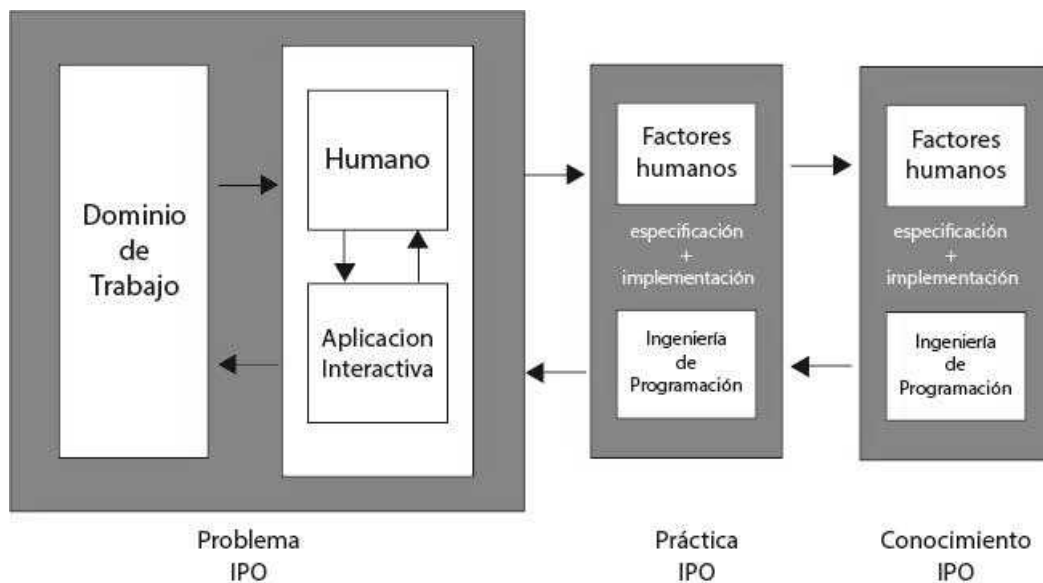 Dominio
de
Trabajo
Humano
Aplicacion
Interactiva
Factores
humanos
especificación
+
implementación
Ingeniería
de
Programación
Factores
humanos
especificación
+
implementación
Ingeniería
de
Programación
Problema
IPO
Práctica
IPO
Conocimiento
IPO